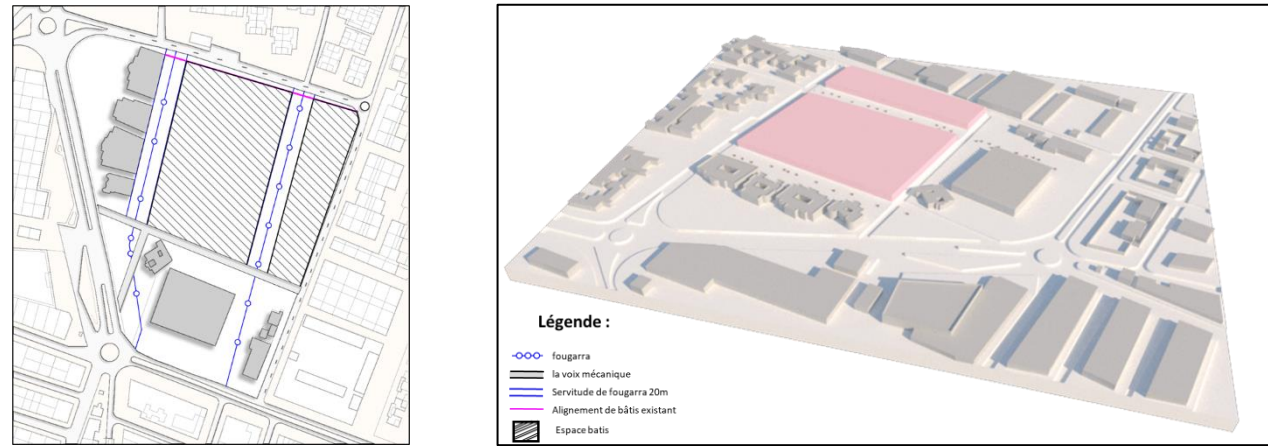 Légende :
fougarra
la voix mécanique
Servitude de fougarra 20m
Alignement de bâtis existant
Espace batis